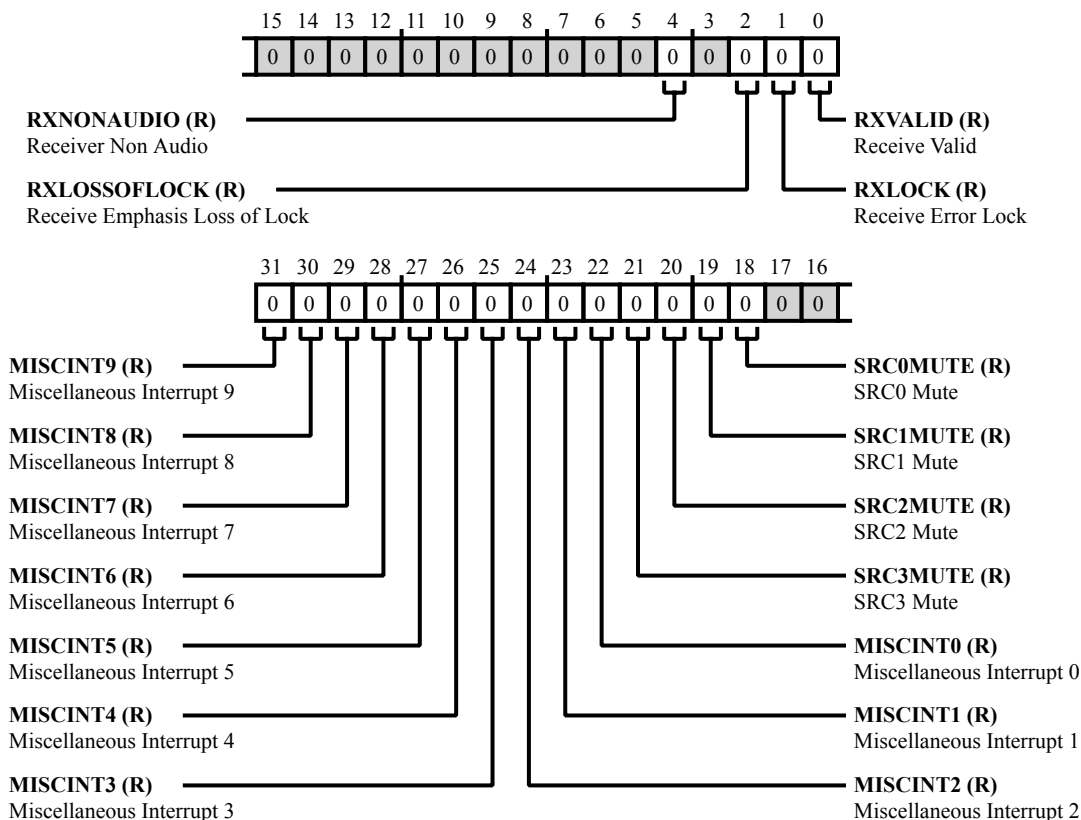 15 14 13 12 11 10 9 8 7 6 5 4 3 2 1 0
0 0 0 0 0 0 0 0 0 0 0 0 0 0 0 0
RXNONAUDIO (R)
Receiver Non Audio
RXVALID (R)
Receive Valid
RXLOSSOFLOCK (R)
Receive Emphasis Loss of Lock
RXLOCK (R)
Receive Error Lock
31 30 29 28 27 26 25 24 23 22 21 20 19 18 17 16
0 0 0 0 0 0 0 0 0 0 0 0 0 0 0 0
MISCINT9 (R)
Miscellaneous Interrupt 9
SRC0MUTE (R)
SRC0 Mute
MISCINT8 (R)
Miscellaneous Interrupt 8
SRC1MUTE (R)
SRC1 Mute
MISCINT7 (R)
Miscellaneous Interrupt 7
SRC2MUTE (R)
SRC2 Mute
MISCINT6 (R)
Miscellaneous Interrupt 6
SRC3MUTE (R)
SRC3 Mute
MISCINT5 (R)
Miscellaneous Interrupt 5
MISCINT0 (R)
Miscellaneous Interrupt 0
MISCINT4 (R)
Miscellaneous Interrupt 4
MISCINT1 (R)
Miscellaneous Interrupt 1
MISCINT3 (R)
Miscellaneous Interrupt 3
MISCINT2 (R)
Miscellaneous Interrupt 2